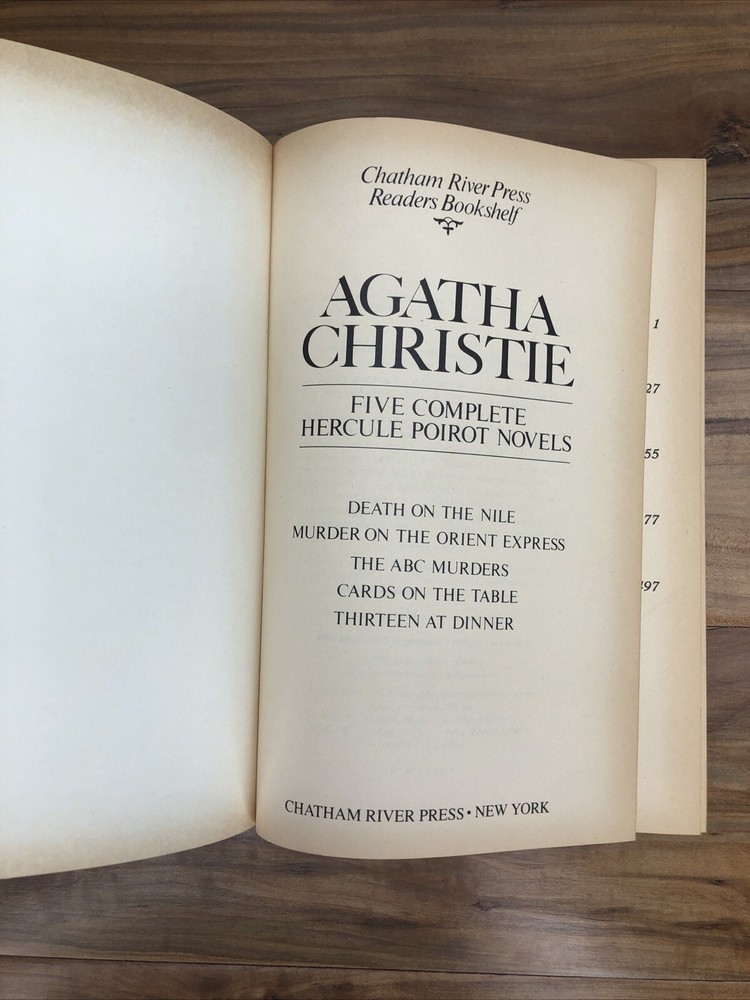 Chatham River Press
Readers Bookshelf
AGATHA
CHRISTIE
FIVE COMPLETE
HERCULE POIROT NOVELS
DEATH ON THE NILE
MURDER ON THE ORIENT EXPRESS
THE ABC MURDERS
CARDS ON THE TABLE
THIRTEEN AT DINNER
CHATHAM RIVER PRESS • NEW YORK
1
27
55
77
97